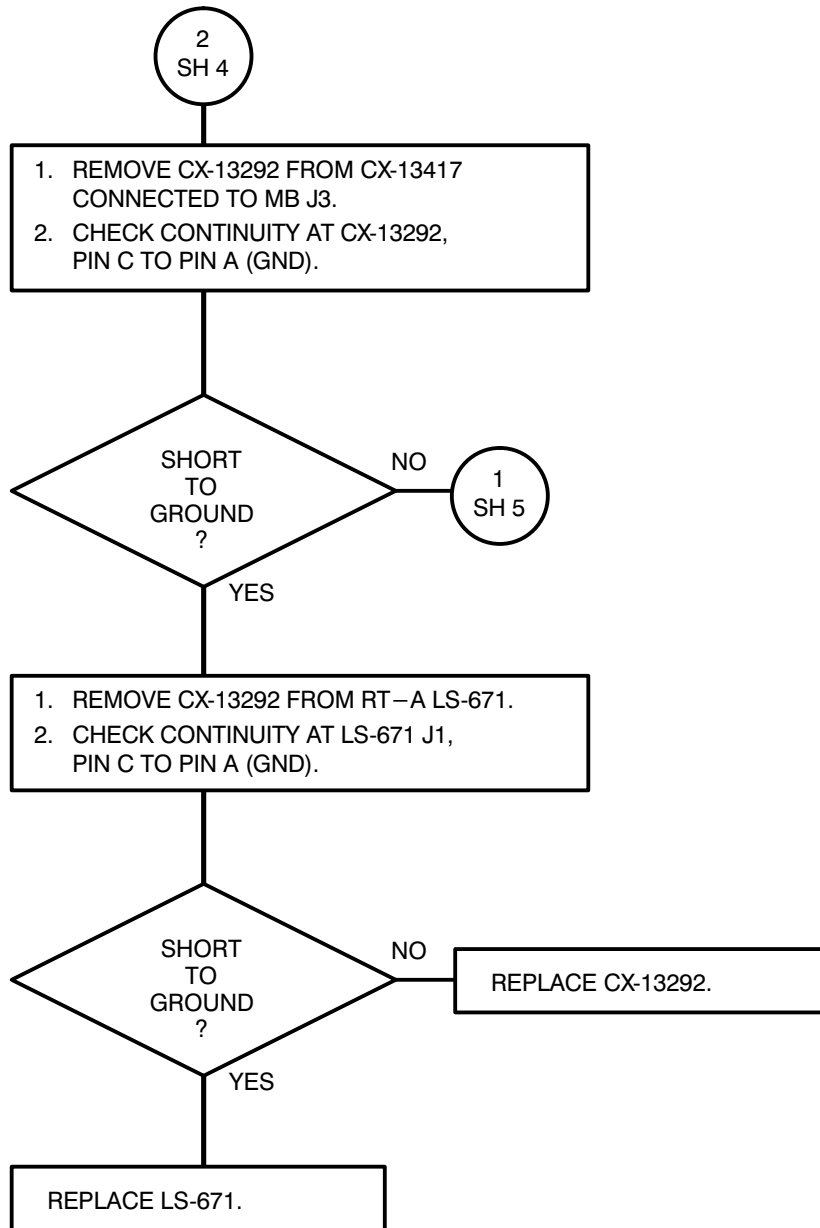 2
SH 4
1. REMOVE CX-13292 FROM CX-13417
CONNECTED TO MB J3.
2. CHECK CONTINUITY AT CX-13292,
PIN C TO PIN A (GND).
SHORT
TO
GROUND
?
NO
1
SH 5
YES
1. REMOVE CX-13292 FROM RT–A LS-671.
2. CHECK CONTINUITY AT LS-671 J1,
PIN C TO PIN A (GND).
SHORT
TO
GROUND
?
NO
REPLACE CX-13292.
YES
REPLACE LS-671.